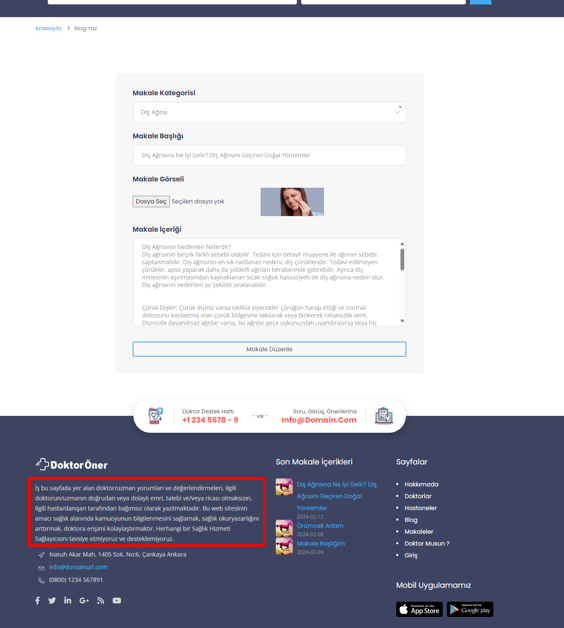 Anasayfa > Blog Yaz
Makale Kategorisi
Diş Ağrısı
Makale Başlığı
Diş Ağrısına Ne İyi Gelir? Diş Ağrısını Geçiren Doğal Yöntemler
Makale Görseli
Dosya Seç Seçilen dosya yok
Makale İçeriği
Diş Ağrısının Nedenleri Nelerdir?
Diş ağrısının birçok farklı sebebi olabilir. Tedavi için detaylı muayene ile ağrının sebebi
saptanmalıdır. Diş ağrısının en sık rastlanan nedeni, diş çürükleridir. Tedavi edilmeyen
çürükler, apse yaparak daha da şiddetli ağrıları beraberinde getirebilir. Ayrıca diş
minesinin aşınmasından kaynaklanan sıcak-soğuk hassasiyeti de diş ağrısına neden olur.
Diş ağrısının nedenleri şu şekilde sıralanabilir:
Çürük Dişler: Çürük dişiniz varsa sıklıkla yiyecekler çürüğün harap ettiği ve normal
dokusunu kaybetmiş olan çürük bölgesine takılarak veya birikerek rahatsızlık verir.
Dişinizde dayanılmaz ağrılar varsa, bu ağrılar gece uykunuzdan uyandırıyorsa veya hiç
Makale Düzenle
Doktor Destek Hattı
+1 234 5678 - 9
- ve -
Soru, Görüş, Önerileriniz
Info@Domain.Com
DoktorÖner
İş bu sayfada yer alan doktor/uzman yorumları ve değerlendirmeleri, ilgili
doktorun/uzmanın doğrudan veya dolaylı emri, talebi ve/veya ricası olmaksızın,
ilgili hasta/danışan tarafından bağımsız olarak yazılmaktadır. Bu web sitesinin
amacı sağlık alanında kamuoyunun bilgilenmesini sağlamak, sağlık okuryazarlığını
arttırmak, doktora erişimi kolaylaştırmaktır. Herhangi bir Sağlık Hizmeti
Sağlayıcısını tavsiye etmiyoruz ve desteklemiyoruz.
Nasuh Akar Mah. 1405 Sok. No:6, Çankaya Ankara
info@domainurl.com
(0800) 1234 567891
Son Makale İçerikleri
Diş Ağrısına Ne İyi Gelir? Diş
Ağrısını Geçiren Doğal
Yöntemler
2024-02-12
Örümcek Adam
2024-02-08
Makale Başlığım
2024-02-08
Sayfalar
Hakkımızda
Doktorlar
Hastaneler
Blog
Makaleler
Doktor Musun ?
Giriş
Mobil Uygulamamız
Available on the
App Store
Google play